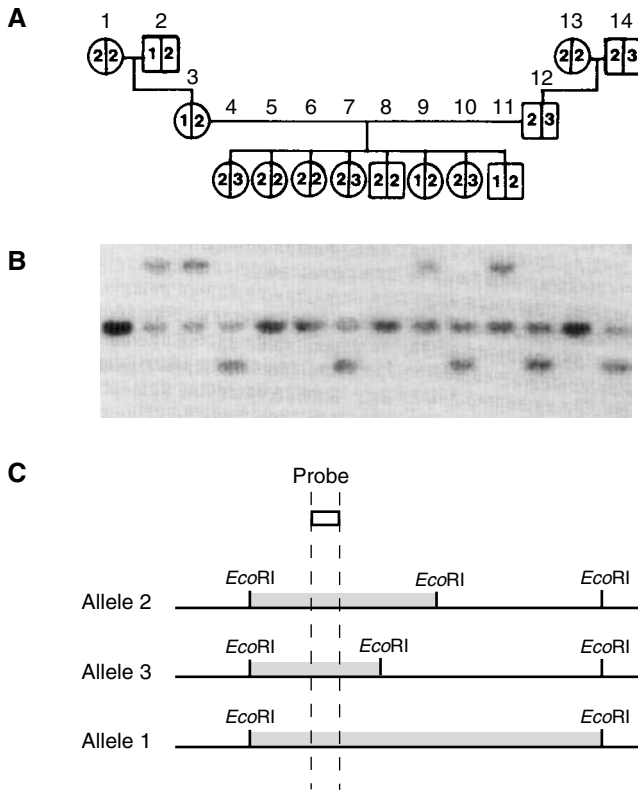 A
1 2 13 14
3 12
4 5 6 7 8 9 10 11
2 2 1 2 2 2 2 3
1 2 2 3
2 3 2 2 2 2 2 3 2 2 1 2 2 3 1 2
B
C
Probe
EcoRI EcoRI EcoRI
Allele 2
EcoRI EcoRI EcoRI
Allele 3
EcoRI EcoRI
Allele 1